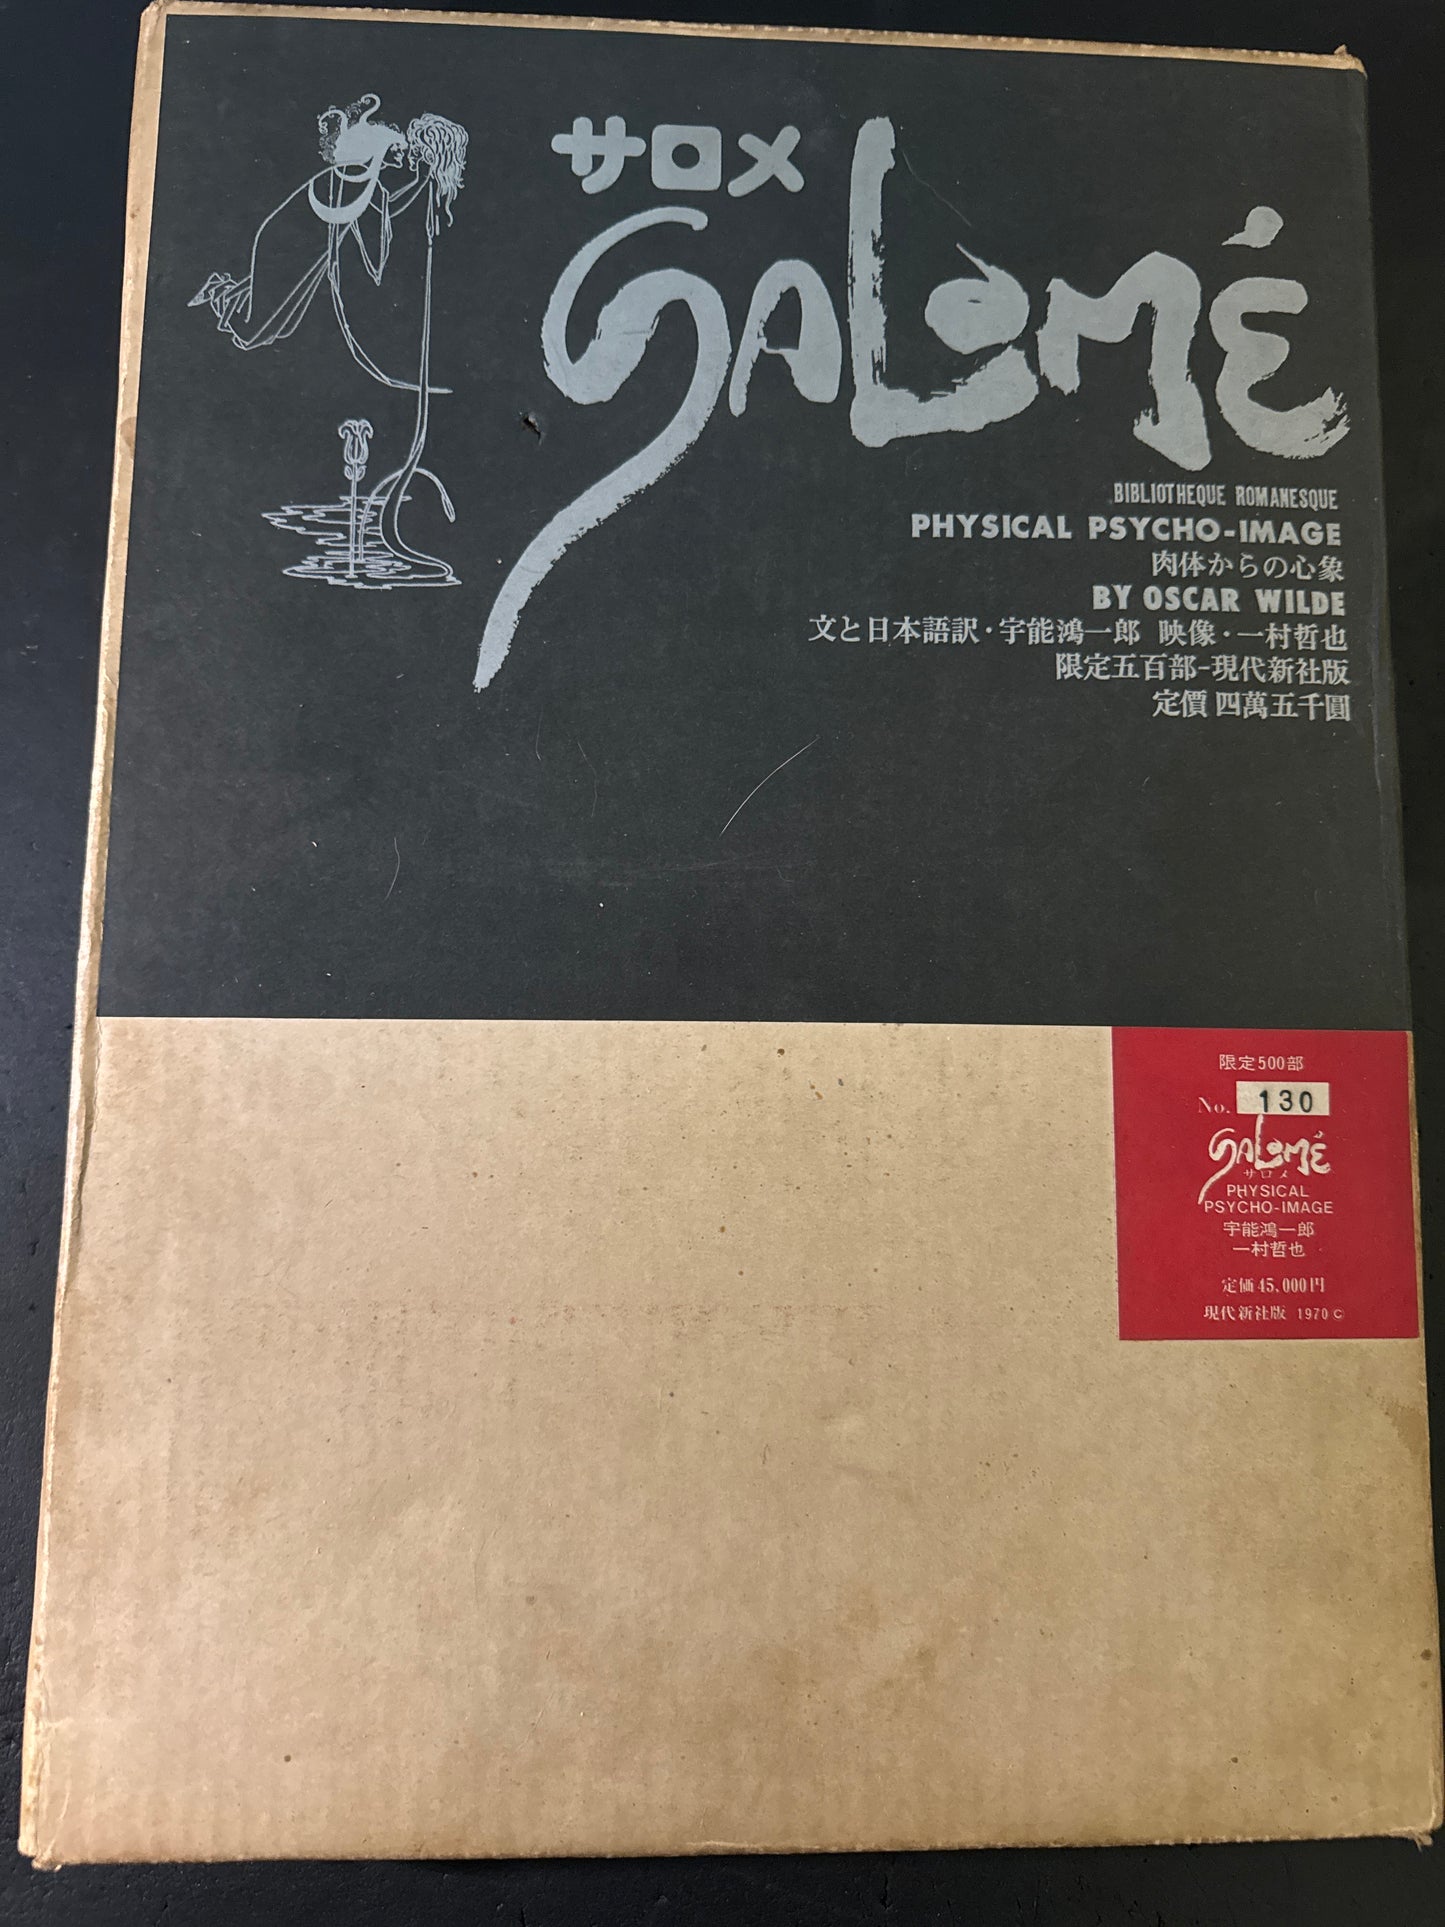 サロメ
SALOMÉ
BIBLIOTHEQUE ROMANESQUE
PHYSICAL PSYCHO-IMAGE
肉体からの心象
BY OSCAR WILDE
文と日本語訳・宇能鴻一郎 映像・一村哲也
限定五百部-現代新社版
定價 四萬五千圓
限定500部
No. 130
SALOMÉ
サロメ
PHYSICAL
PSYCHO-IMAGE
宇能鴻一郎
一村哲也
定価45,000円
現代新社版 1970©